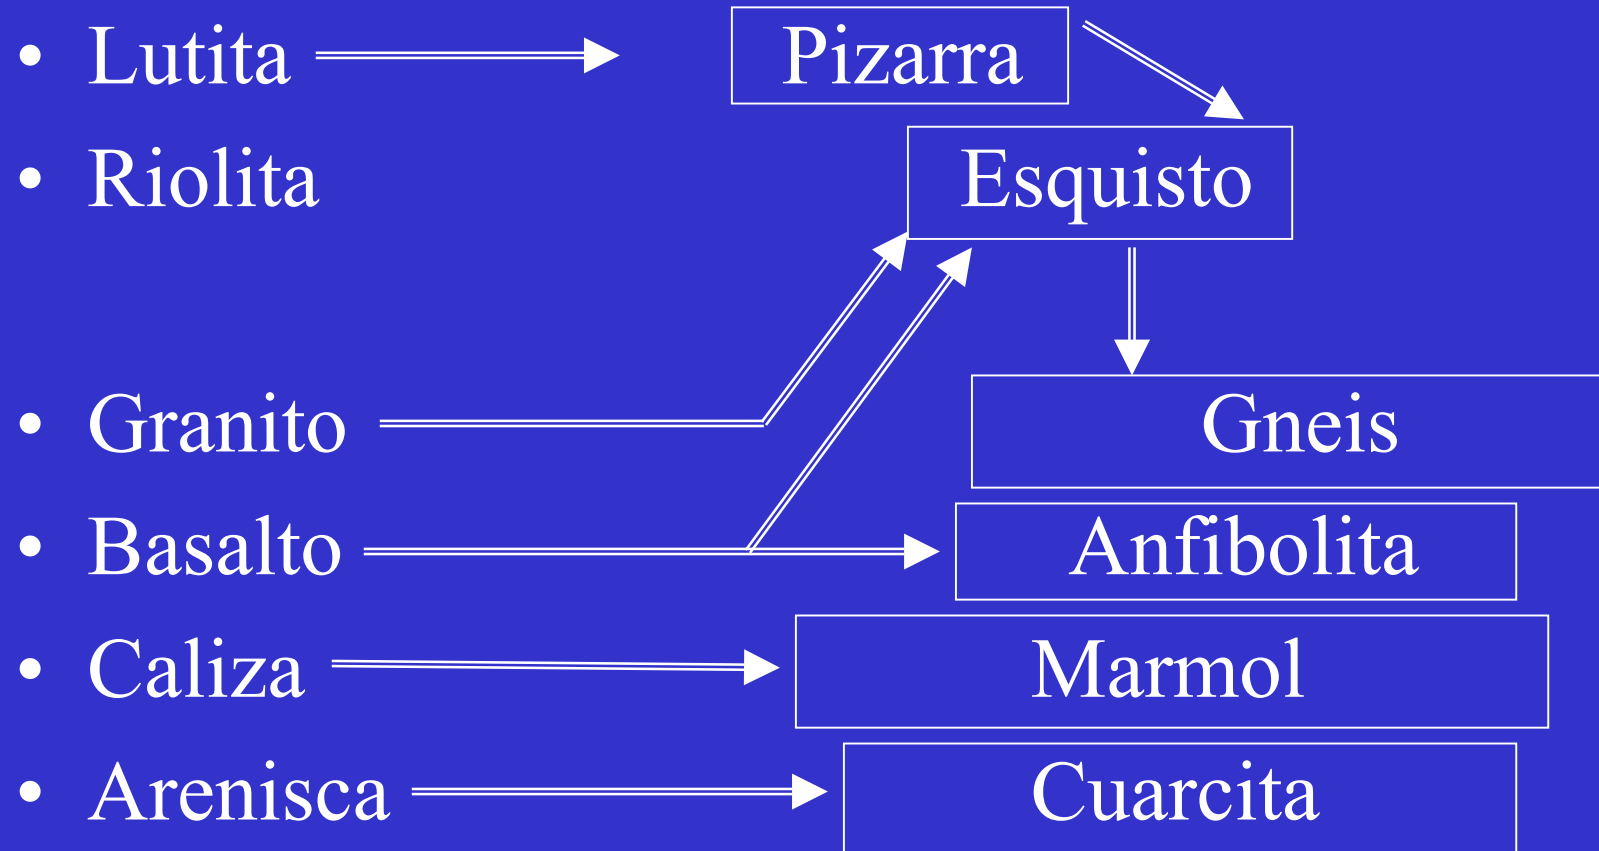 • Lutita Pizarra
• Riolita Esquisto
• Granito Gneis
• Basalto Anfibolita
• Caliza Marmol
• Arenisca Cuarcita